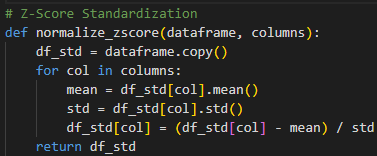 # Z-Score Standardization
def normalize_zscore(dataframe, columns):
    df_std = dataframe.copy()
    for col in columns:
        mean = df_std[col].mean()
        std = df_std[col].std()
        df_std[col] = (df_std[col] - mean) / std
    return df_std